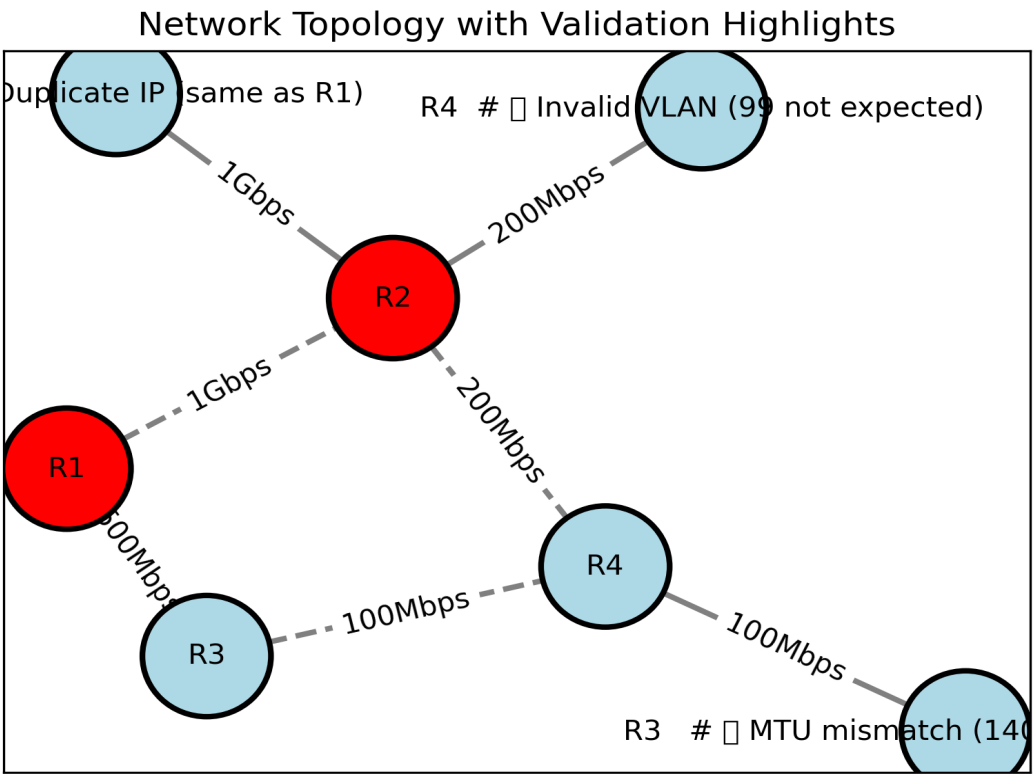 Network Topology with Validation Highlights
Duplicate IP (same as R1)
R4 # ▯ Invalid VLAN (99 not expected)
1Gbps
200Mbps
R2
1Gbps
200Mbps
R1
500Mbps
R4
100Mbps
R3
100Mbps
R3 # ▯ MTU mismatch (140